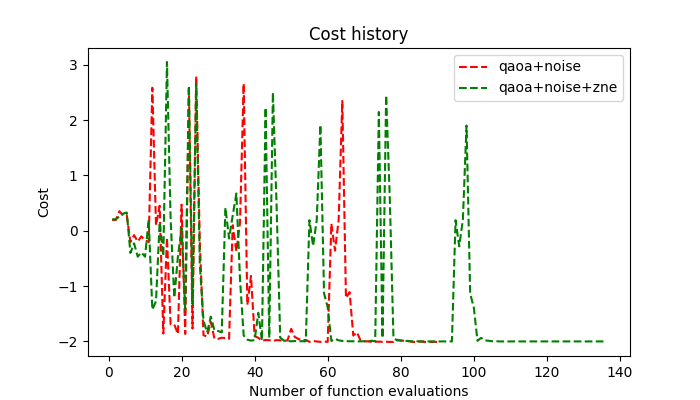 Cost history
qaoa+noise
qaoa+noise+zne
Cost
3
2
1
0
−1
−2
0 20 40 60 80 100 120 140
Number of function evaluations